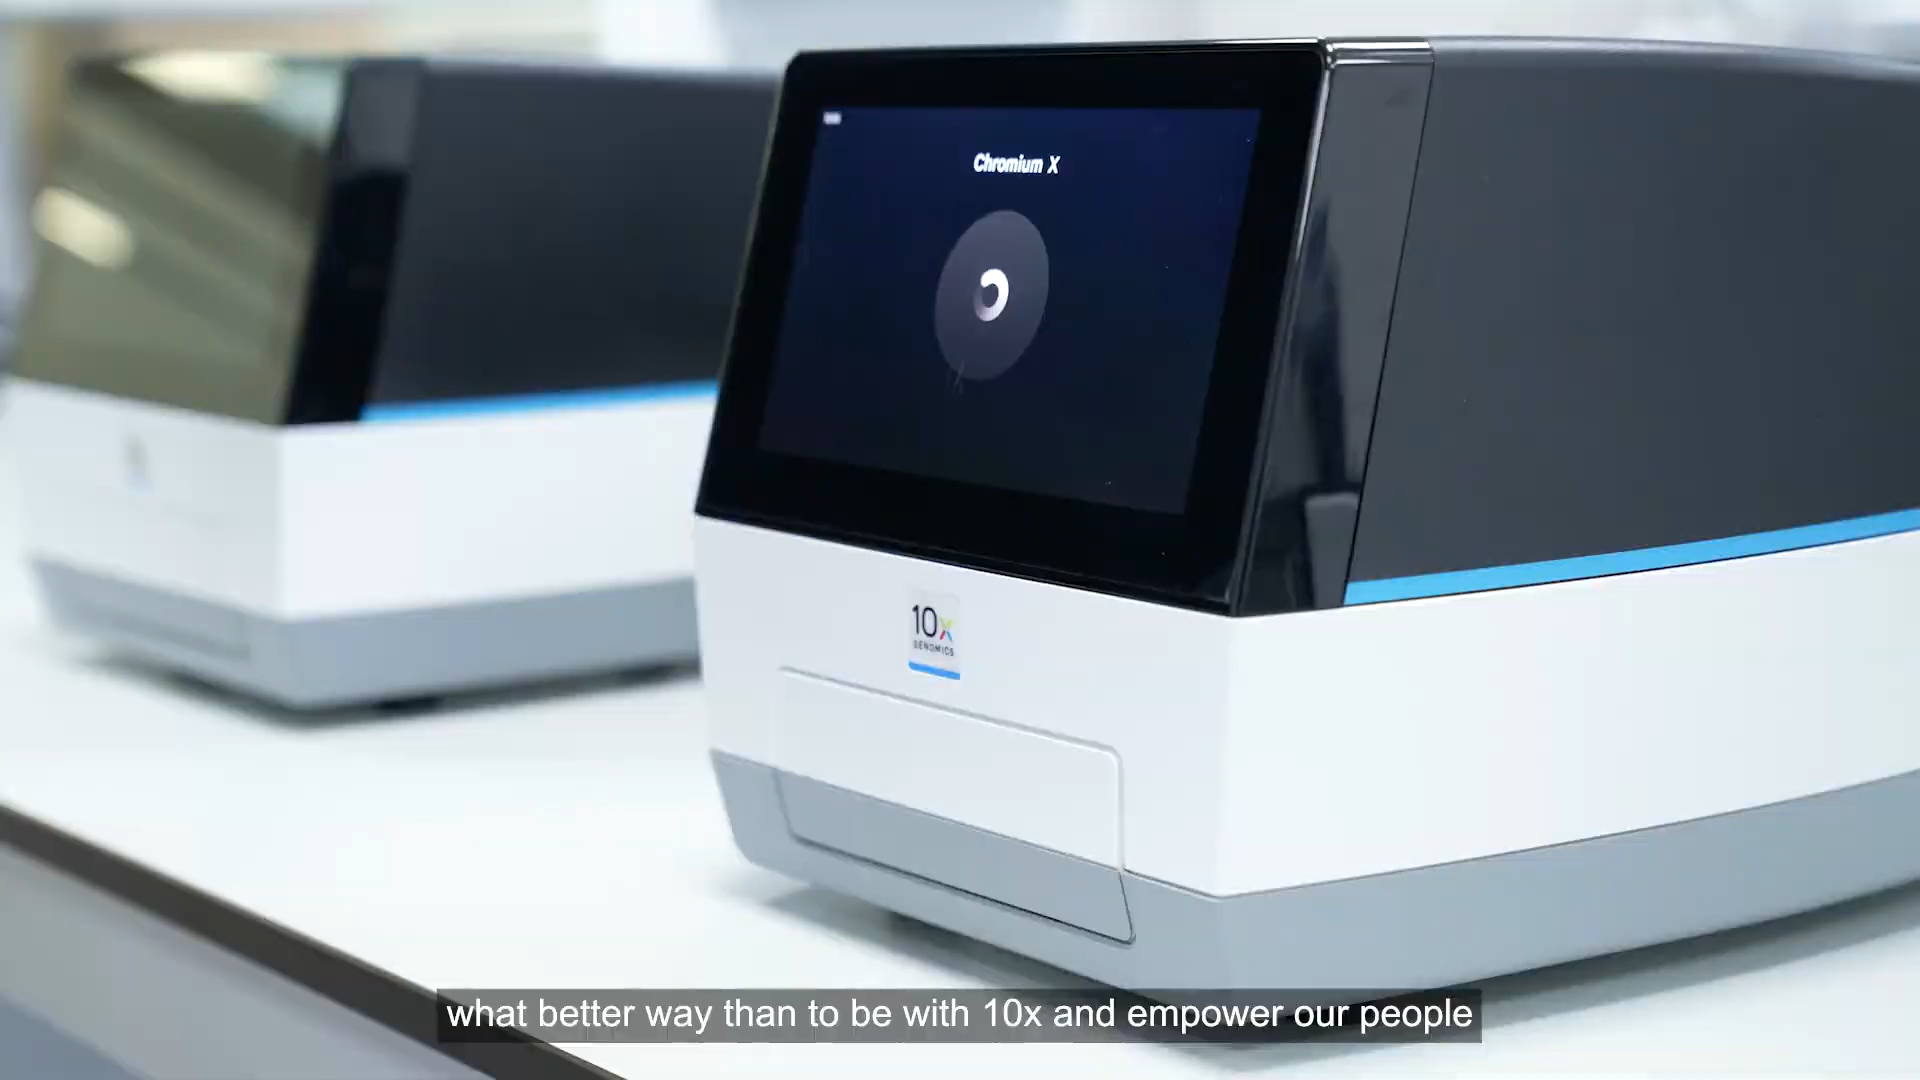 Chromium X
10x
GENOMICS
what better way than to be with 10x and empower our people